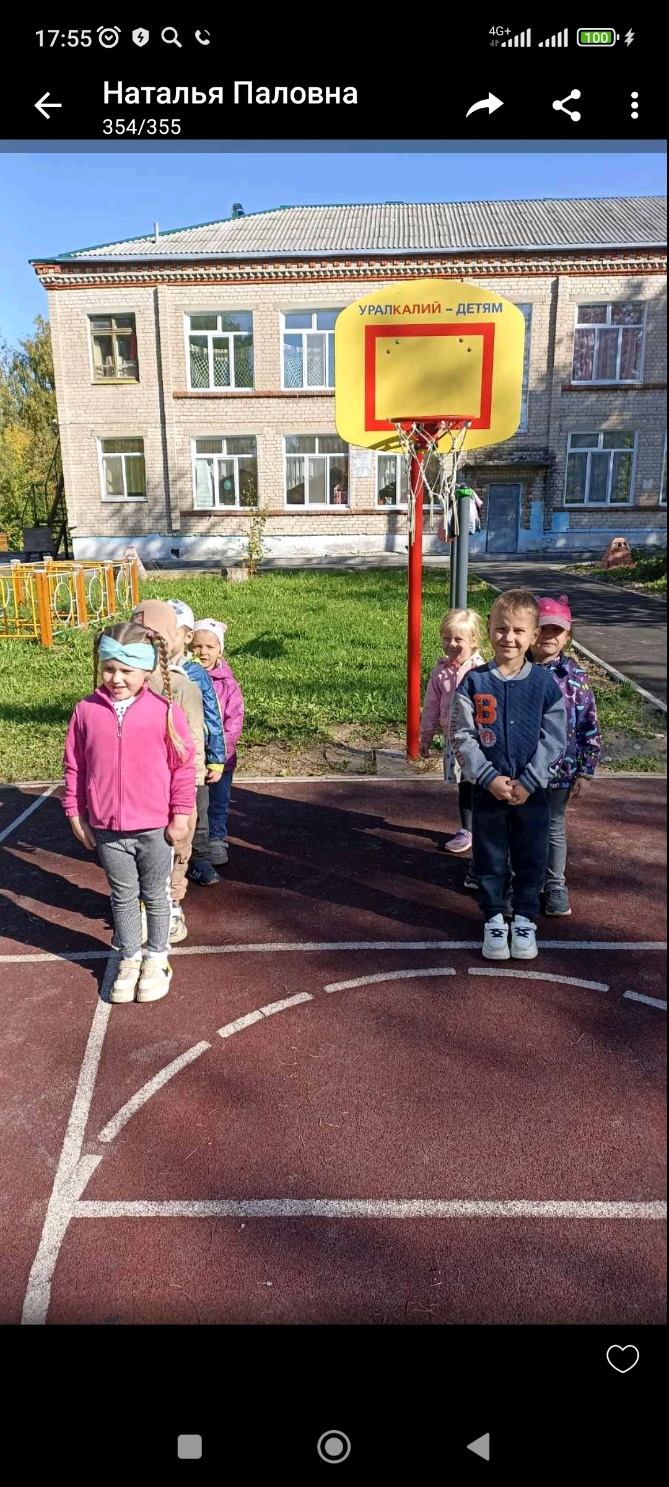 17:55
4G+
100
Наталья Паловна
354/355
УРАЛКАЛИЙ – ДЕТЯМ
B